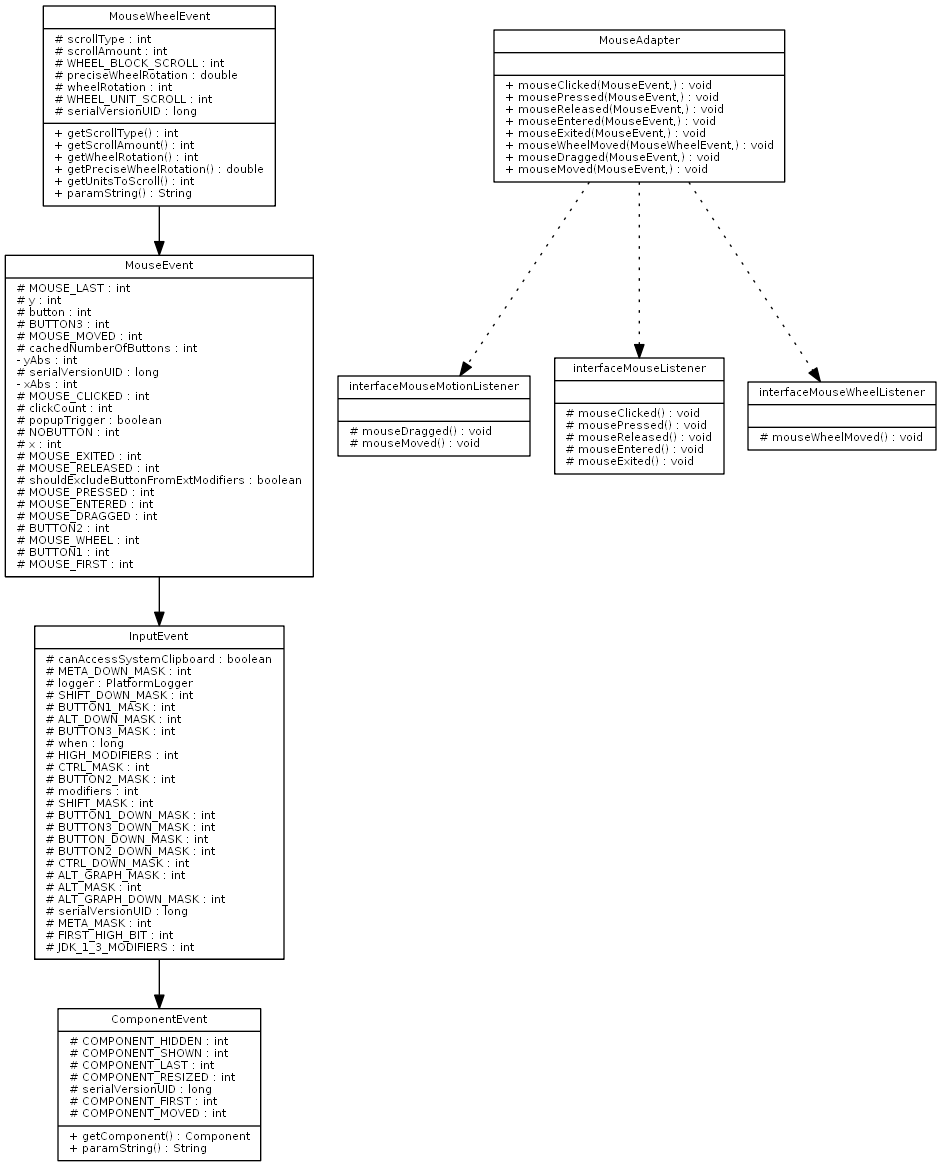 MouseWheelEvent
# scrollType : int
# scrollAmount : int
# WHEEL_BLOCK_SCROLL : int
# preciseWheelRotation : double
# wheelRotation : int
# WHEEL_UNIT_SCROLL : int
# serialVersionUID : long
+ getScrollType() : int
+ getScrollAmount() : int
+ getWheelRotation() : int
+ getPreciseWheelRotation() : double
+ getUnitsToScroll() : int
+ paramString() : String
MouseEvent
# MOUSE_LAST : int
# y : int
# button : int
# BUTTON3 : int
# MOUSE_MOVED : int
# cachedNumberOfButtons : int
- yAbs : int
# serialVersionUID : long
- xAbs : int
# MOUSE_CLICKED : int
# clickCount : int
# popupTrigger : boolean
# NOBUTTON : int
# x : int
# MOUSE_EXITED : int
# MOUSE_RELEASED : int
# shouldExcludeButtonFromExtModifiers : boolean
# MOUSE_PRESSED : int
# MOUSE_ENTERED : int
# MOUSE_DRAGGED : int
# BUTTON2 : int
# MOUSE_WHEEL : int
# BUTTON1 : int
# MOUSE_FIRST : int
InputEvent
# canAccessSystemClipboard : boolean
# META_DOWN_MASK : int
# logger : PlatformLogger
# SHIFT_DOWN_MASK : int
# BUTTON1_MASK : int
# ALT_DOWN_MASK : int
# BUTTON3_MASK : int
# when : long
# HIGH_MODIFIERS : int
# CTRL_MASK : int
# BUTTON2_MASK : int
# modifiers : int
# SHIFT_MASK : int
# BUTTON1_DOWN_MASK : int
# BUTTON3_DOWN_MASK : int
# BUTTON_DOWN_MASK : int
# BUTTON2_DOWN_MASK : int
# CTRL_DOWN_MASK : int
# ALT_GRAPH_MASK : int
# ALT_MASK : int
# ALT_GRAPH_DOWN_MASK : int
# serialVersionUID : long
# META_MASK : int
# FIRST_HIGH_BIT : int
# JDK_1_3_MODIFIERS : int
ComponentEvent
# COMPONENT_HIDDEN : int
# COMPONENT_SHOWN : int
# COMPONENT_LAST : int
# COMPONENT_RESIZED : int
# serialVersionUID : long
# COMPONENT_FIRST : int
# COMPONENT_MOVED : int
+ getComponent() : Component
+ paramString() : String
MouseAdapter
+ mouseClicked(MouseEvent,) : void
+ mousePressed(MouseEvent,) : void
+ mouseReleased(MouseEvent,) : void
+ mouseEntered(MouseEvent,) : void
+ mouseExited(MouseEvent,) : void
+ mouseWheelMoved(MouseWheelEvent,) : void
+ mouseDragged(MouseEvent,) : void
+ mouseMoved(MouseEvent,) : void
interfaceMouseMotionListener
# mouseDragged() : void
# mouseMoved() : void
interfaceMouseListener
# mouseClicked() : void
# mousePressed() : void
# mouseReleased() : void
# mouseEntered() : void
# mouseExited() : void
interfaceMouseWheelListener
# mouseWheelMoved() : void